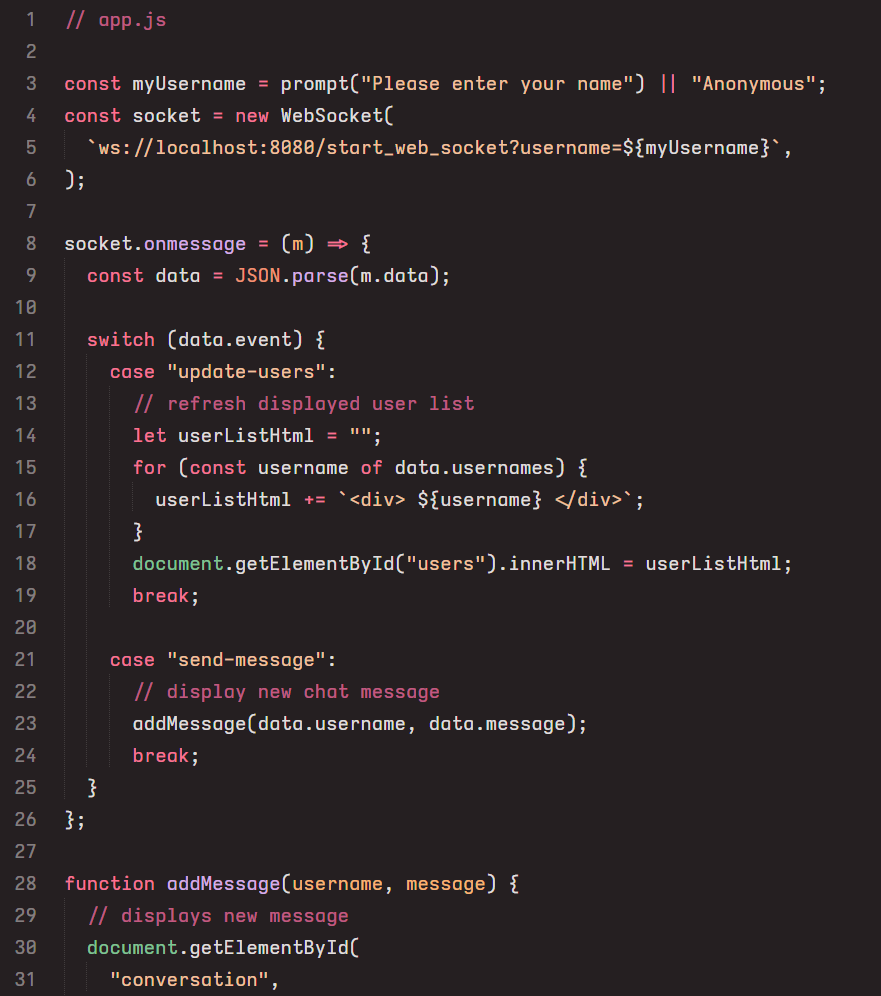 1 // app.js
2
3 const myUsername = prompt("Please enter your name") || "Anonymous";
4 const socket = new WebSocket(
5   `ws://localhost:8080/start_web_socket?username=${myUsername}`,
6 );
7
8 socket.onmessage = (m) => {
9   const data = JSON.parse(m.data);
10
11   switch (data.event) {
12     case "update-users":
13       // refresh displayed user list
14       let userListHtml = "";
15       for (const username of data.usernames) {
16         userListHtml += `<div> ${username} </div>`;
17       }
18       document.getElementById("users").innerHTML = userListHtml;
19       break;
20
21     case "send-message":
22       // display new chat message
23       addMessage(data.username, data.message);
24       break;
25   }
26 };
27
28 function addMessage(username, message) {
29   // displays new message
30   document.getElementById(
31     "conversation",